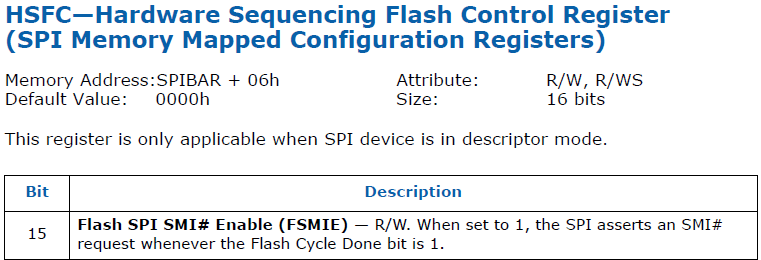 HSFC—Hardware Sequencing Flash Control Register
(SPI Memory Mapped Configuration Registers)
Memory Address:SPIBAR + 06h Attribute: R/W, R/WS
Default Value: 0000h Size: 16 bits
This register is only applicable when SPI device is in descriptor mode.
Bit Description
15 Flash SPI SMI# Enable (FSMIE) — R/W. When set to 1, the SPI asserts an SMI#
request whenever the Flash Cycle Done bit is 1.